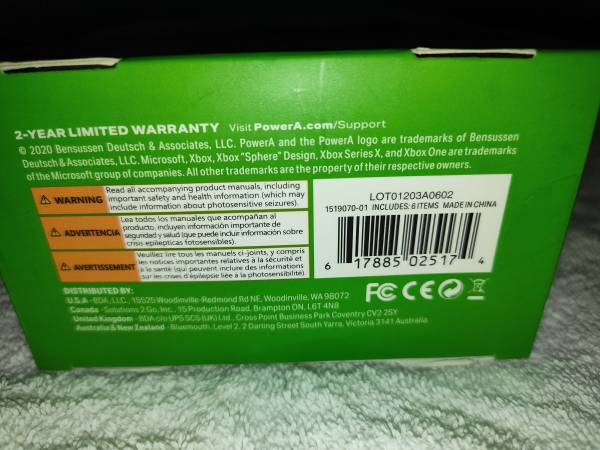 2-YEAR LIMITED WARRANTY Visit PowerA.com/Support
© 2020 Bensussen Deutsch & Associates, LLC. PowerA and the PowerA logo are trademarks of Bensussen
Deutsch & Associates, LLC. Microsoft, Xbox, Xbox "Sphere" Design, Xbox Series X, and Xbox One are trademarks
of the Microsoft group of companies. All other trademarks are the property of their respective owners.
WARNING
Read all accompanying product manuals, including
important safety and health information (which may
include information about photosensitive seizures).
ADVERTENCIA
Lea todos los manuales que acompañan al
producto, incluyen información importante de
seguridad y salud (que puede incluir información sobre
crisis epilépticas fotosensibles).
AVERTISSEMENT
Veuillez lire tous les manuels ci-joints, y compris
les notices importantes relatives à la sécurité et
à la santé (qui peuvent inclure des informations
sur les crises d'épilepsie liée à la photosensibilité).
LOT01203A0602
1519070-01 INCLUDES: 6 ITEMS MADE IN CHINA
6 17885 02517 4
DISTRIBUTED BY:
U.S.A - BDA, LLC., 15525 Woodinville-Redmond Rd NE, Woodinville, WA 98072
Canada - Solutions 2 Go, Inc., 15 Production Road, Brampton ON, L6T 4N8
United Kingdom - BDA c/o UPS SCS (UK) Ltd., Cross Point Business Park Coventry CV2 2SY
Australia & New Zealand - Bluemouth, Level 2, 2 Darling Street South Yarra, Victoria 3141 Australia
FC CE